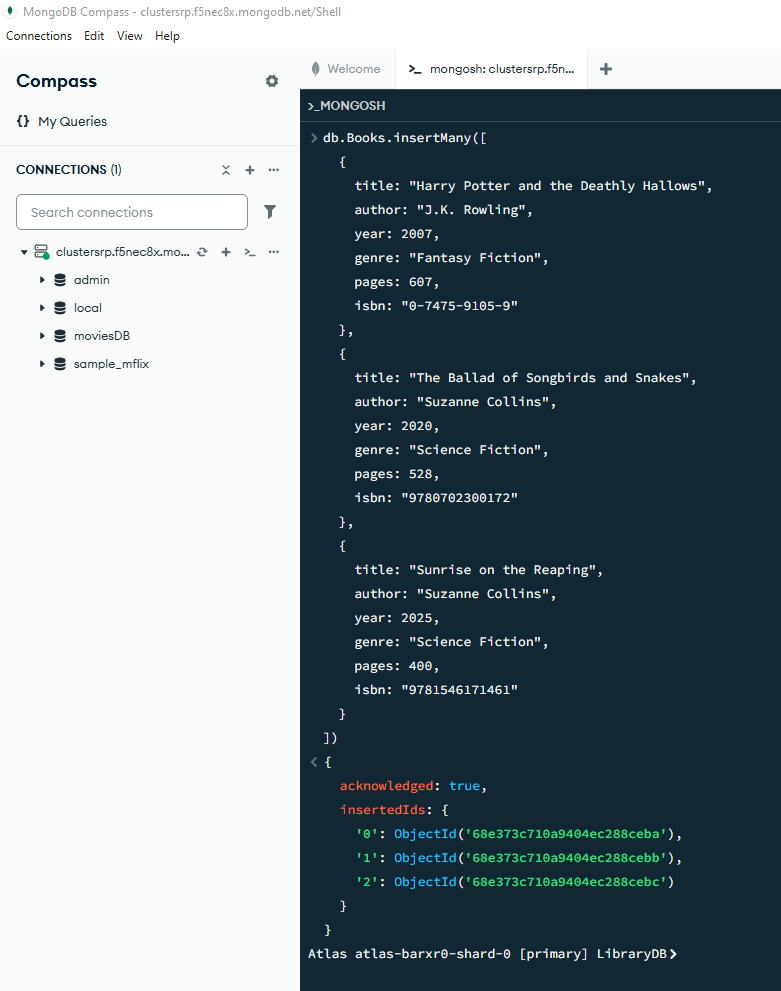 MongoDB Compass - clustersrp.f5nec8x.mongodb.net/Shell
Connections Edit View Help
Compass
{} My Queries
CONNECTIONS (1)
Search connections
clustersrp.f5nec8x.mo...
admin
local
moviesDB
sample_mflix
Welcome
>_ mongosh: clustersrp.f5n...
>_MONGOSH
> db.Books.insertMany([
{
title: "Harry Potter and the Deathly Hallows",
author: "J.K. Rowling",
year: 2007,
genre: "Fantasy Fiction",
pages: 607,
isbn: "0-7475-9105-9"
},
{
title: "The Ballad of Songbirds and Snakes",
author: "Suzanne Collins",
year: 2020,
genre: "Science Fiction",
pages: 528,
isbn: "9780702300172"
},
{
title: "Sunrise on the Reaping",
author: "Suzanne Collins",
year: 2025,
genre: "Science Fiction",
pages: 400,
isbn: "9781546171461"
}
])
< {
acknowledged: true,
insertedIds: {
'0': ObjectId('68e373c710a9404ec288ceba'),
'1': ObjectId('68e373c710a9404ec288cebb'),
'2': ObjectId('68e373c710a9404ec288cebc')
}
}
Atlas atlas-barxr0-shard-0 [primary] LibraryDB>